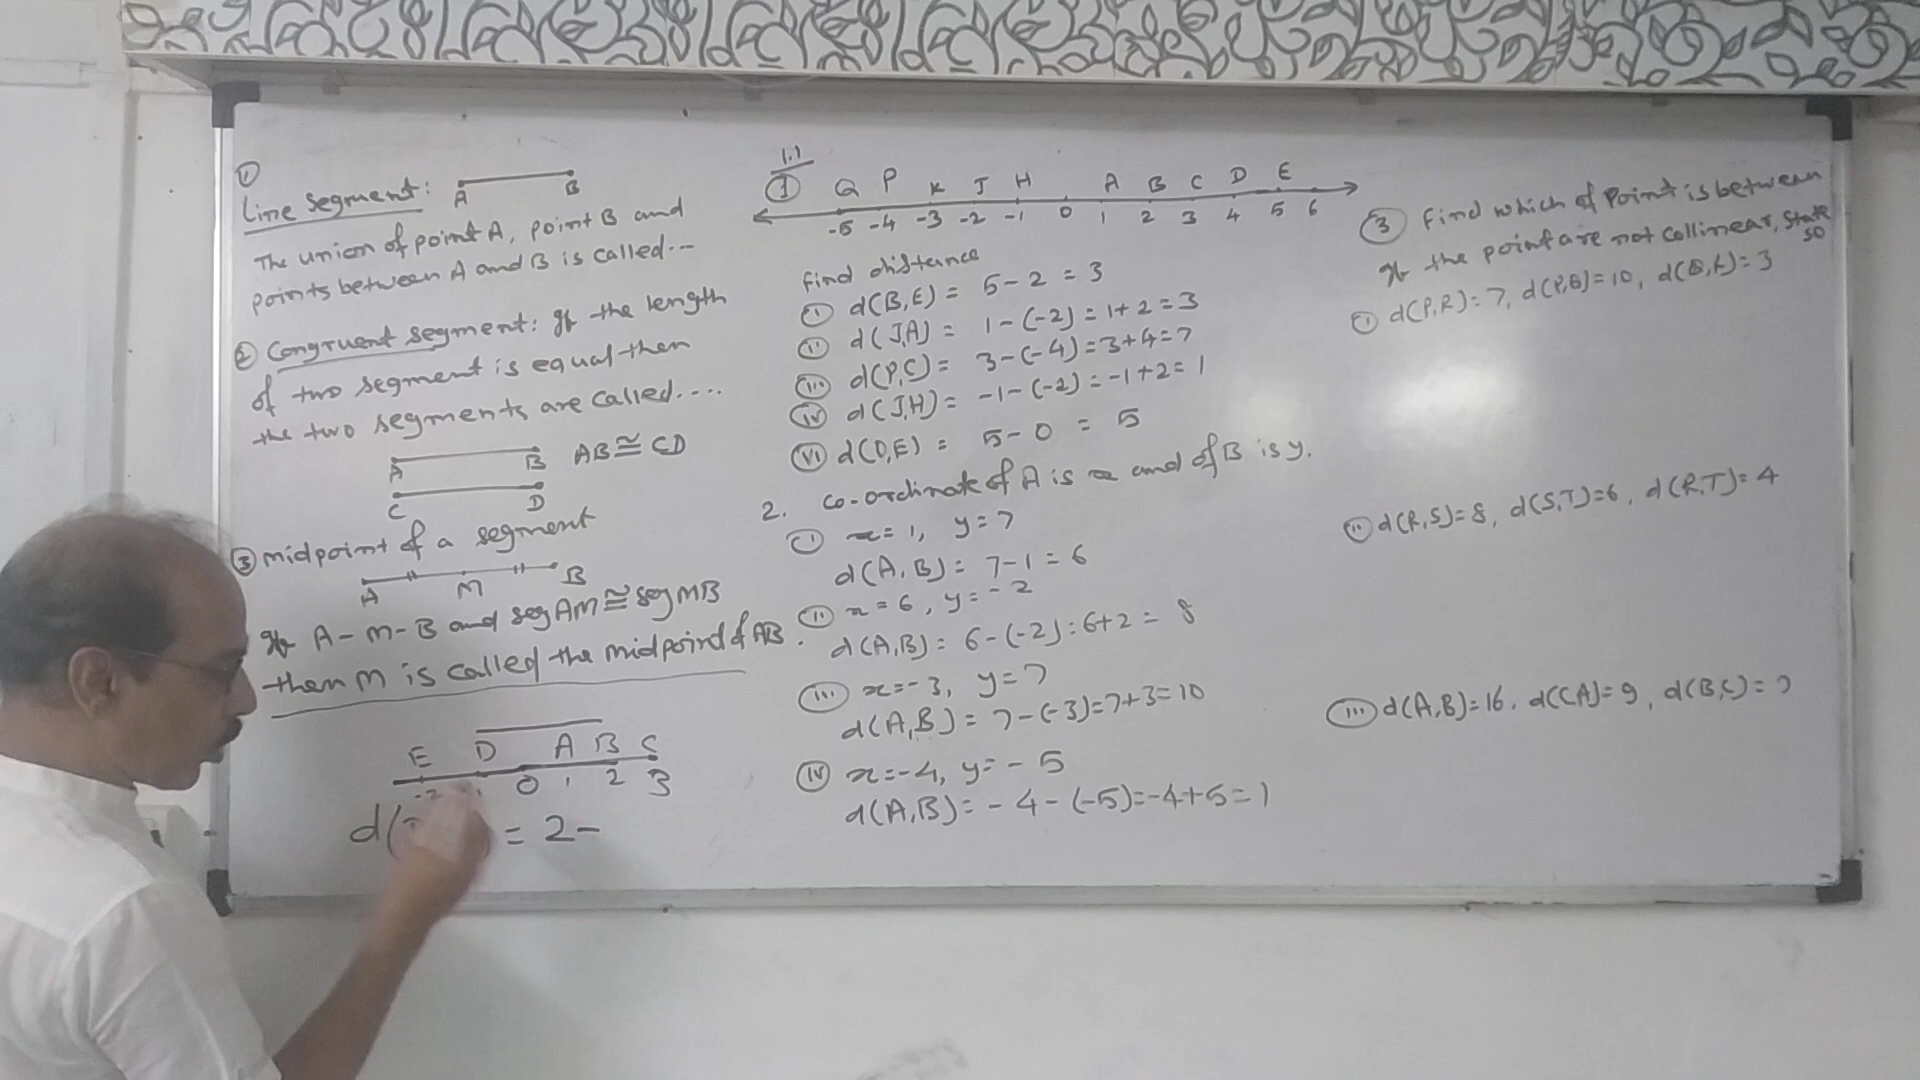 ①
Line segment: A B
The union of point A, point B and
points between A and B is called...
② Congruent segment: If the length
of two segment is equal then
the two segments are called....
A B AB ≅ CD
C D
③ midpoint of a segment
A M B
If A-M-B and seg AM ≅ seg MB
then M is called the midpoint of AB.
E D A B C
-2 0 1 2 3
d( = 2-
1.1
① Q P K J H A B C D E
-5 -4 -3 -2 -1 0 1 2 3 4 5 6
find distance
(i) d(B,E) = 5-2 = 3
(ii) d(J,A) = 1-(-2) = 1+2 = 3
(iii) d(P,C) = 3-(-4) = 3+4 = 7
(iv) d(J,H) = -1-(-2) = -1+2 = 1
(vi) d(O,E) = 5-0 = 5
2. co-ordinate of A is x and of B is y.
(i) x = 1, y = 7
d(A,B) = 7-1 = 6
(ii) x = 6, y = -2
d(A,B) = 6-(-2) = 6+2 = 8
(iii) x = -3, y = 7
d(A,B) = 7-(-3) = 7+3 = 10
(iv) x = -4, y = -5
d(A,B) = -4-(-5) = -4+5 = 1
③ Find which of Point is between
If the point are not collinear, State
so
(i) d(P,R) = 7, d(P,Q) = 10, d(Q,R) = 3
(ii) d(R,S) = 8, d(S,T) = 6, d(R,T) = 4
(iii) d(A,B) = 16, d(C,A) = 9, d(B,C) = 7